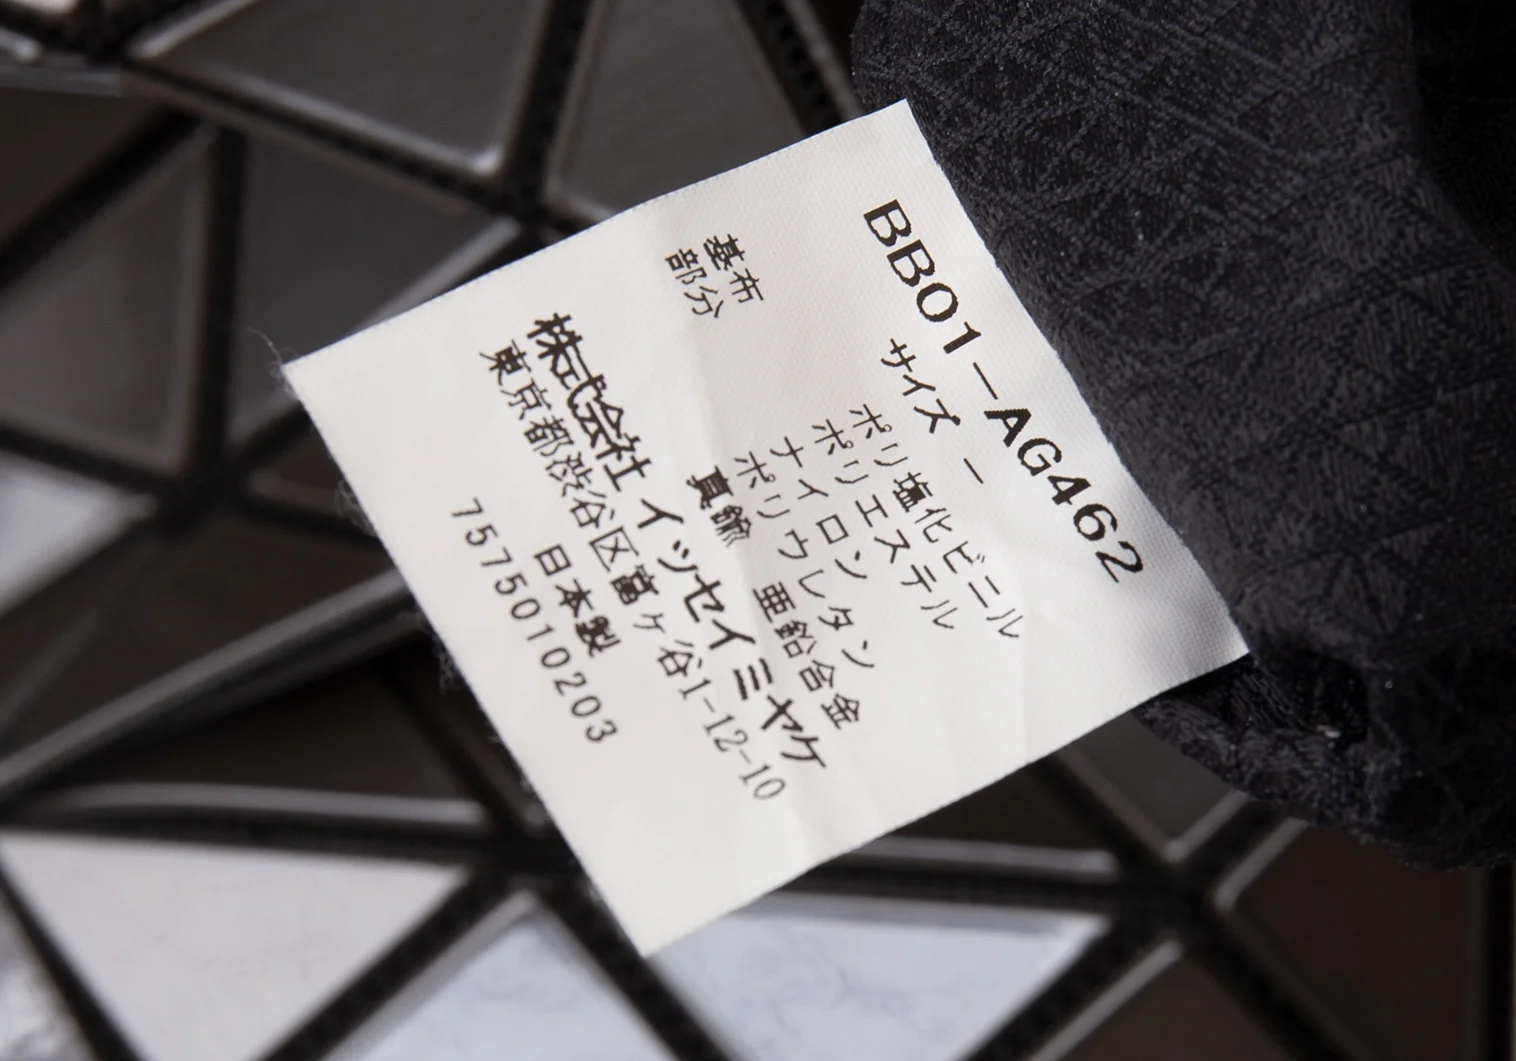 BB01-AG462
サイズ -
ポリ塩化ビニル
ポリエステル
ナイロン
基布 ポリウレタン
部分 真鍮 亜鉛合金
株式会社 イッセイミヤケ
東京都渋谷区富ヶ谷1-12-10
日本製
7575010203